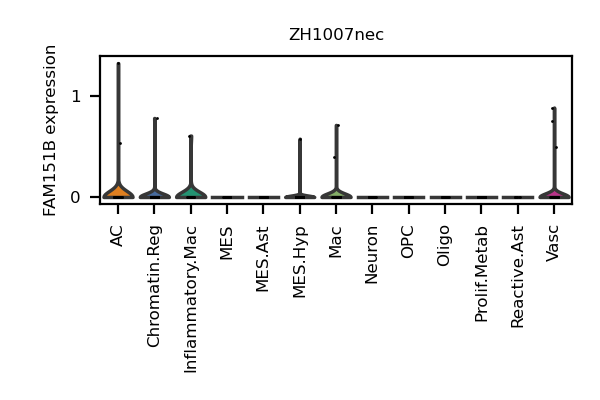 ZH1007nec
FAM151B expression
1
0
AC
Chromatin.Reg
Inflammatory.Mac
MES
MES.Ast
MES.Hyp
Mac
Neuron
OPC
Oligo
Prolif.Metab
Reactive.Ast
Vasc